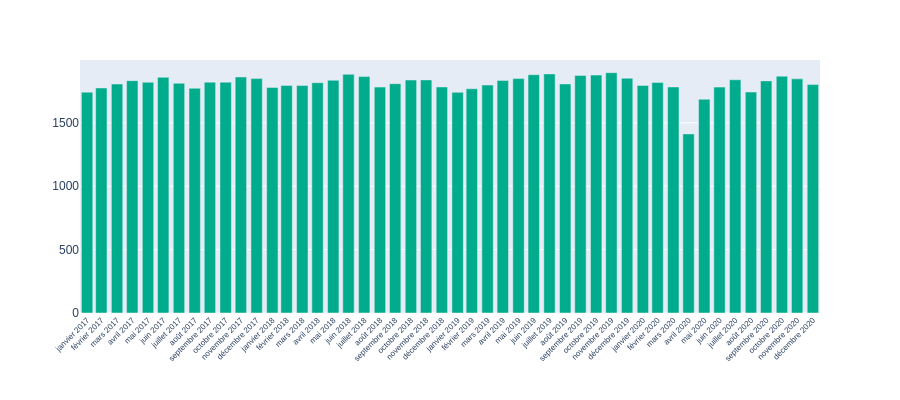 1500
1000
500
0
janvier 2017
février 2017
mars 2017
avril 2017
mai 2017
juin 2017
juillet 2017
août 2017
septembre 2017
octobre 2017
novembre 2017
décembre 2017
janvier 2018
février 2018
mars 2018
avril 2018
mai 2018
juin 2018
juillet 2018
août 2018
septembre 2018
octobre 2018
novembre 2018
décembre 2018
janvier 2019
février 2019
mars 2019
avril 2019
mai 2019
juin 2019
juillet 2019
août 2019
septembre 2019
octobre 2019
novembre 2019
décembre 2019
janvier 2020
février 2020
mars 2020
avril 2020
mai 2020
juin 2020
juillet 2020
août 2020
septembre 2020
octobre 2020
novembre 2020
décembre 2020